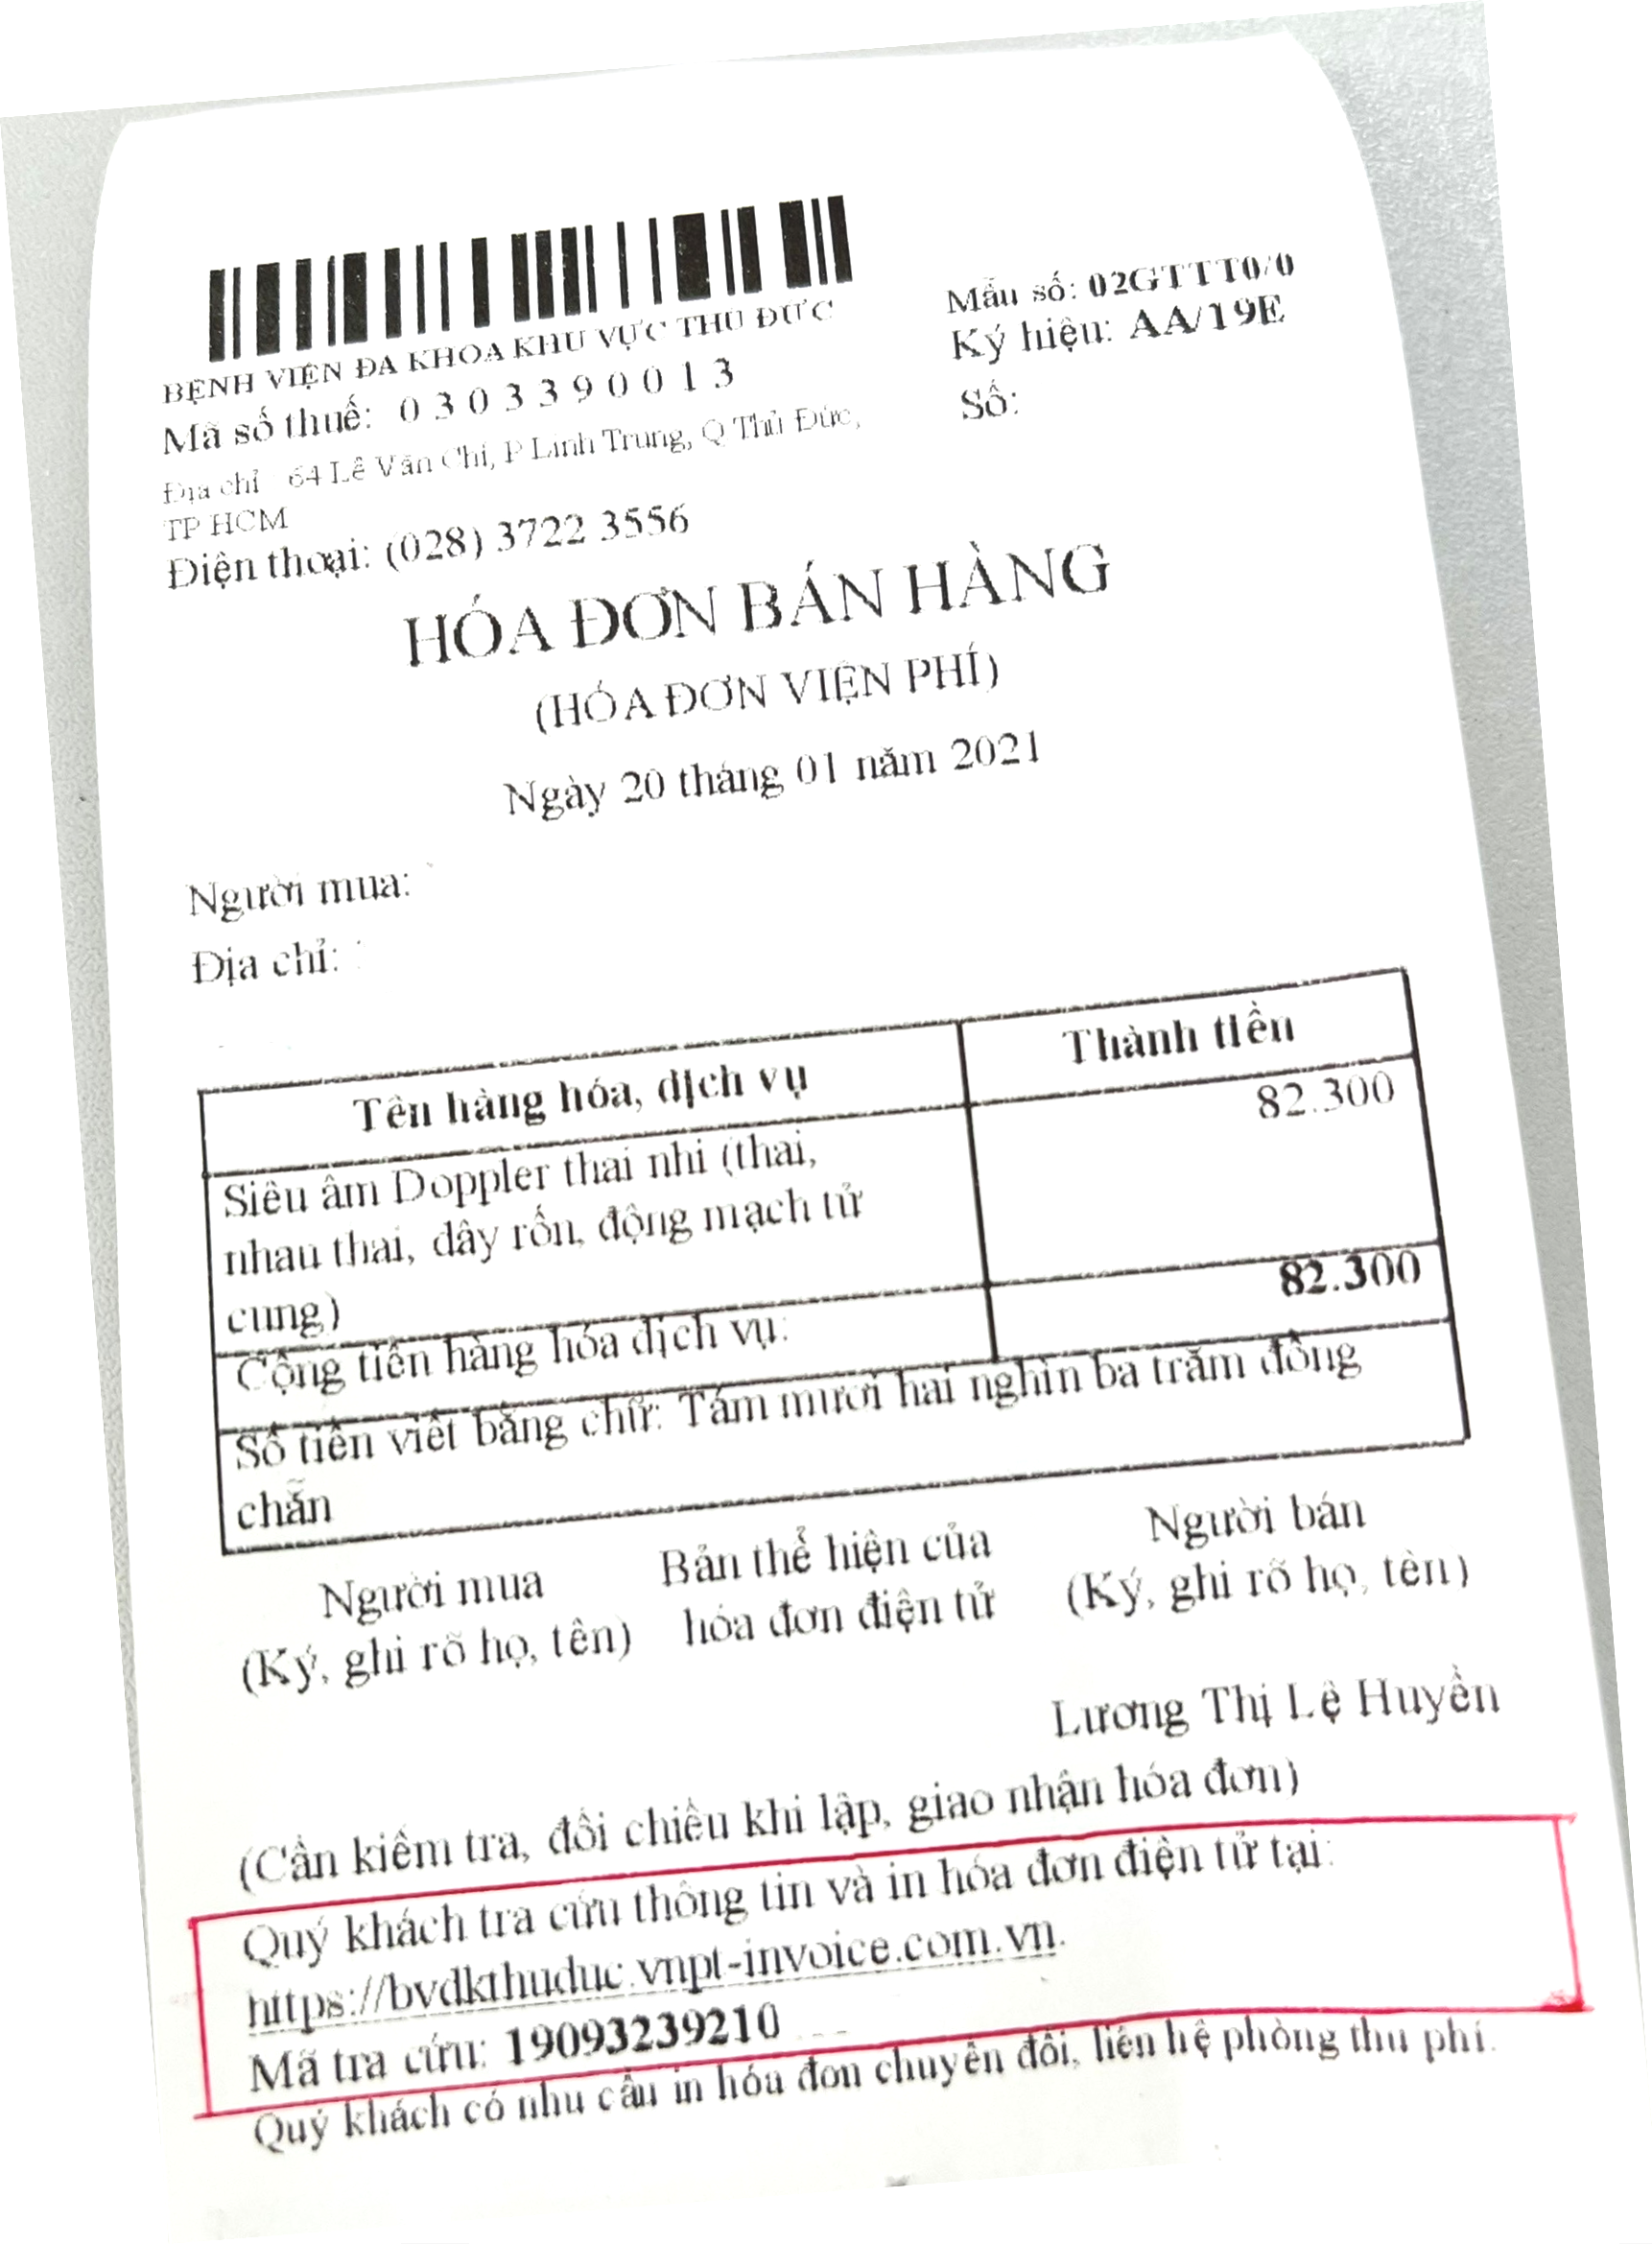 BỆNH VIỆN ĐA KHOA KHU VỰC THỦ ĐỨC
Mã số thuế: 0 3 0 3 3 9 0 0 1 3
Địa chỉ : 64 Lê Văn Chí, P Linh Trung, Q Thủ Đức,
TP HCM
Điện thoại: (028) 3722 3556
Mẫu số: 02GTTT0/0
Ký hiệu: AA/19E
Số:
HÓA ĐƠN BÁN HÀNG
(HÓA ĐƠN VIỆN PHÍ)
Ngày 20 tháng 01 năm 2021
Người mua:
Địa chỉ:
Tên hàng hóa, dịch vụ Thành tiền
Siêu âm Doppler thai nhi (thai, 82.300
nhau thai, dây rốn, động mạch tử
cung)
Cộng tiền hàng hóa dịch vụ: 82.300
Số tiền viết bằng chữ: Tám mươi hai nghìn ba trăm đồng
chẵn
Người mua Bản thể hiện của Người bán
(Ký, ghi rõ họ, tên) hóa đơn điện tử (Ký, ghi rõ họ, tên)
Lương Thị Lệ Huyền
(Cần kiểm tra, đối chiếu khi lập, giao nhận hóa đơn)
Quý khách tra cứu thông tin và in hóa đơn điện tử tại:
https://bvdkthuduc.vnpt-invoice.com.vn.
Mã tra cứu: 19093239210
Quý khách có nhu cầu in hóa đơn chuyển đổi, liên hệ phòng thu phí.